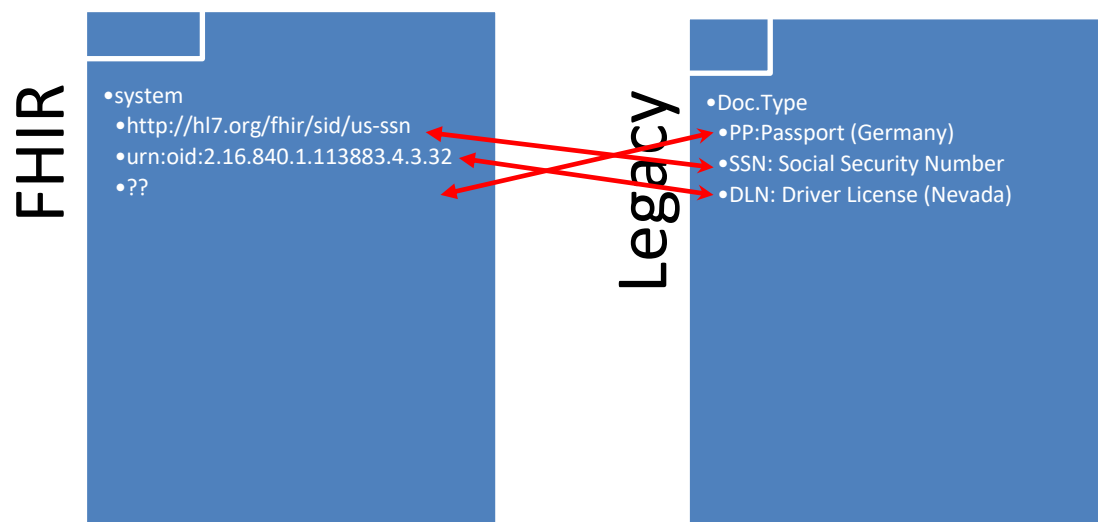 FHIR
•system
•http://hl7.org/fhir/sid/us-ssn
•urn:oid:2.16.840.1.113883.4.3.32
•??
Legacy
•Doc.Type
•PP:Passport (Germany)
•SSN: Social Security Number
•DLN: Driver License (Nevada)